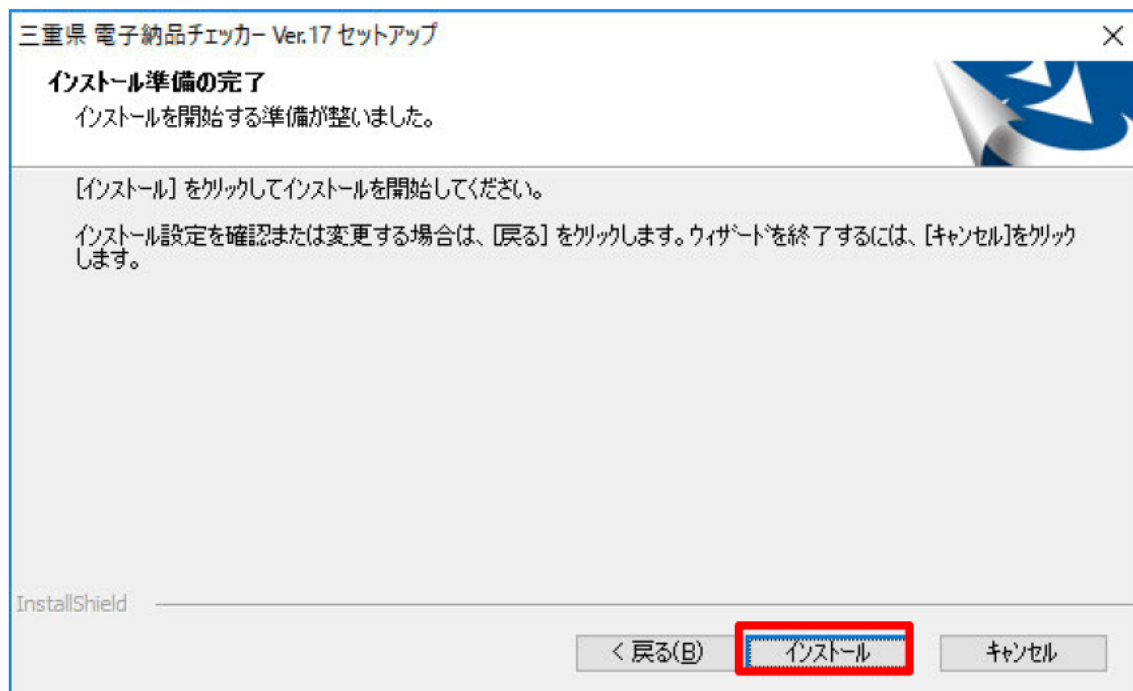 三重県 電子納品チェッカー Ver.17 セットアップ
インストール準備の完了
インストールを開始する準備が整いました。
[インストール] をクリックしてインストールを開始してください。
インストール設定を確認または変更する場合は、[戻る] をクリックします。ウィザードを終了するには、[キャンセル]をクリック
します。
InstallShield
< 戻る(B)
インストール
キャンセル